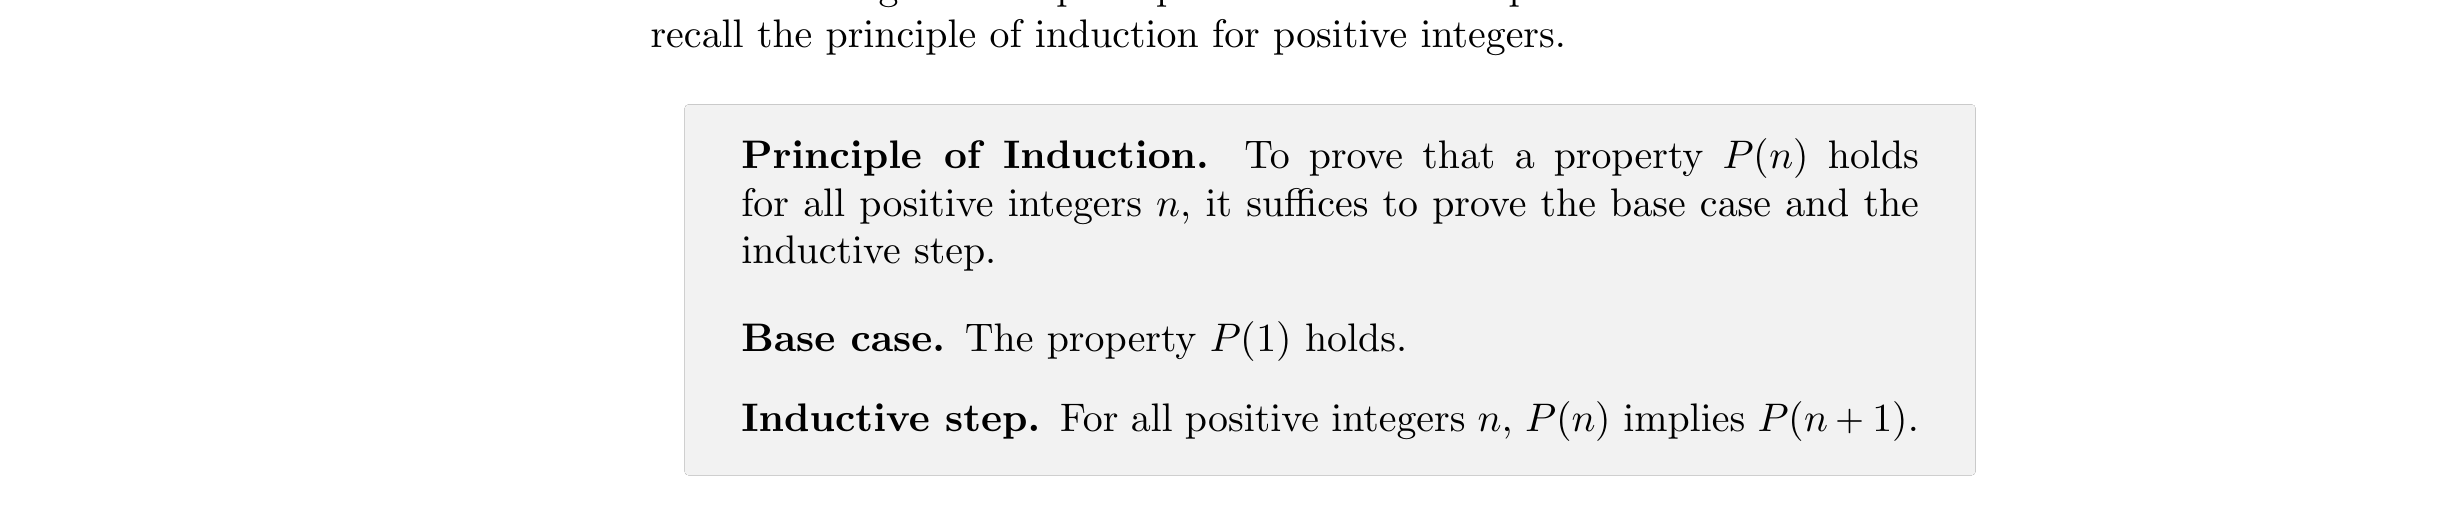 recall the principle of induction for positive integers.
Principle of Induction. To prove that a property P(n) holds
for all positive integers n, it suffices to prove the base case and the
inductive step.
Base case. The property P(1) holds.
Inductive step. For all positive integers n, P(n) implies P(n + 1).